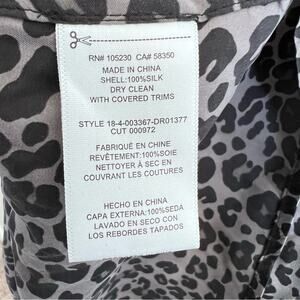 RN# 105230 CA# 58350
MADE IN CHINA
SHELL:100%SILK
DRY CLEAN
WITH COVERED TRIMS
STYLE 18-4-003367-DR01377
CUT 000972
FABRIQUÉ EN CHINE
REVÊTEMENT:100%SOIE
NETTOYER À SEC EN
COUVRANT LES COUTURES
HECHO EN CHINA
CAPA EXTERNA:100%SEDA
LAVADO EN SECO CON
LOS REBORDES TAPADOS